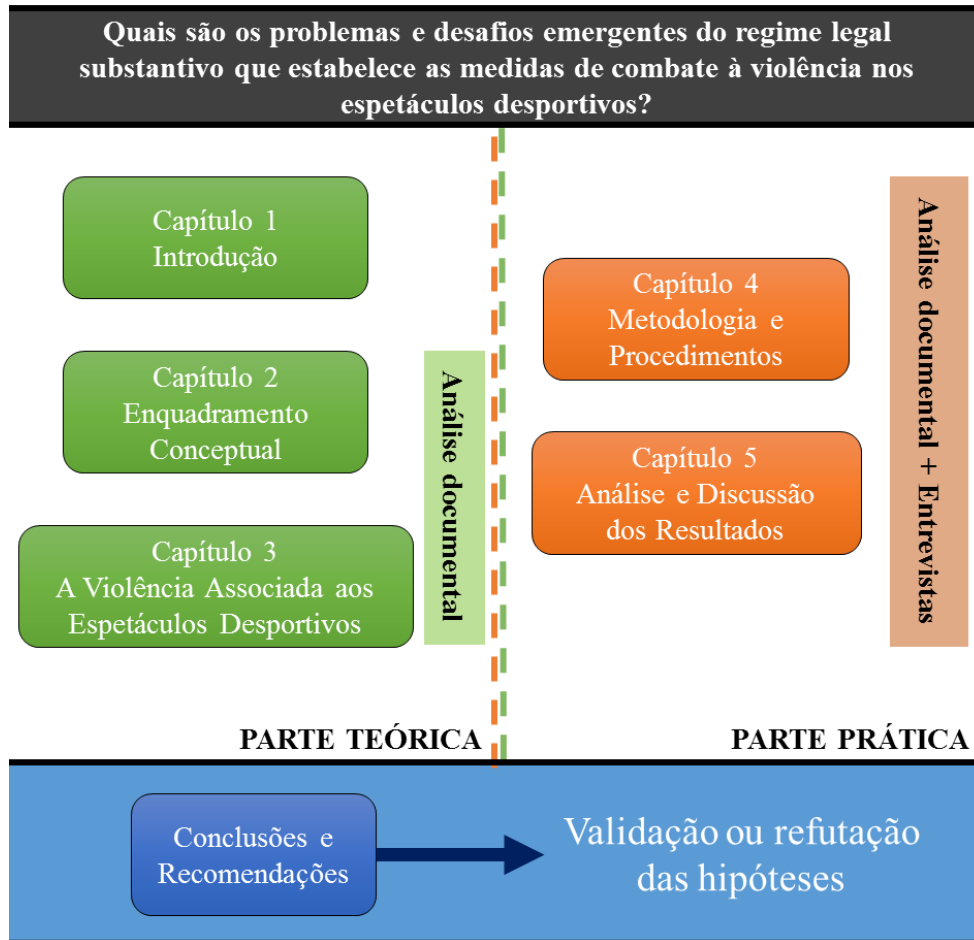 Quais são os problemas e desafios emergentes do regime legal
substantivo que estabelece as medidas de combate à violência nos
espetáculos desportivos?
Capítulo 1
Introdução
Capítulo 2
Enquadramento
Conceptual
Capítulo 3
A Violência Associada aos
Espetáculos Desportivos
Análise documental
PARTE TEÓRICA
Capítulo 4
Metodologia e
Procedimentos
Capítulo 5
Análise e Discussão
dos Resultados
Análise documental + Entrevistas
PARTE PRÁTICA
Conclusões e
Recomendações
Validação ou refutação
das hipóteses